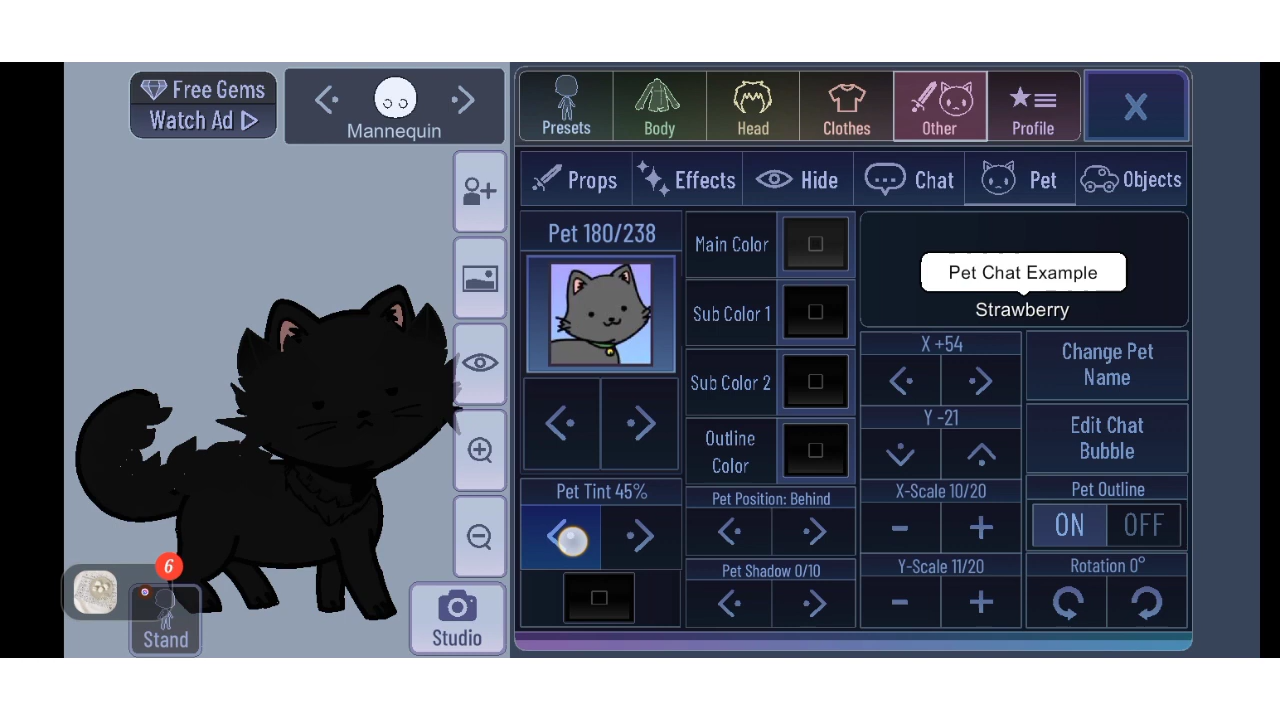 Free Gems
Watch Ad
Mannequin
Presets
Body
Head
Clothes
Other
Profile
X
Props
Effects
Hide
Chat
Pet
Objects
Pet 180/238
Main Color
Sub Color 1
Sub Color 2
Outline
Color
Pet Chat Example
Strawberry
X +54
Y -21
Change Pet
Name
Edit Chat
Bubble
Pet Tint 45%
Pet Position: Behind
Pet Shadow 0/10
X-Scale 10/20
Y-Scale 11/20
Pet Outline
ON OFF
Rotation 0°
6
Stand
Studio